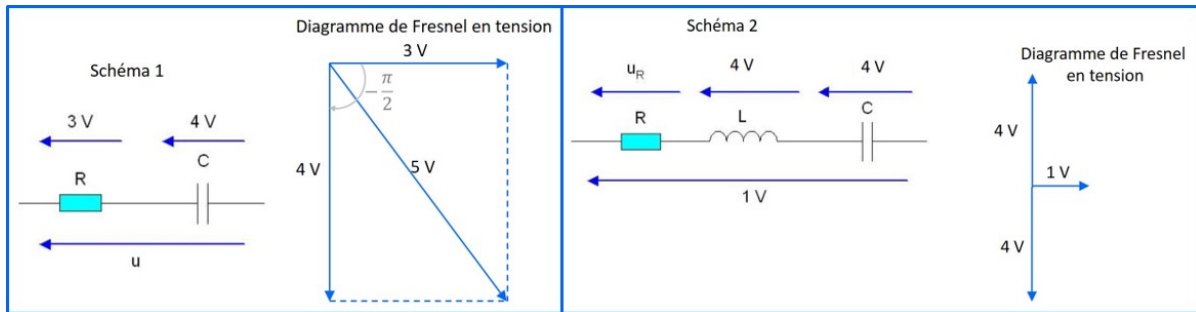 Diagramme de Fresnel en tension
3 V
Schéma 1
−π/2
3 V 4 V
C
R
4 V 5 V
u
Schéma 2
Diagramme de Fresnel
en tension
u_R 4 V 4 V
R L C
4 V
1 V
1 V
4 V